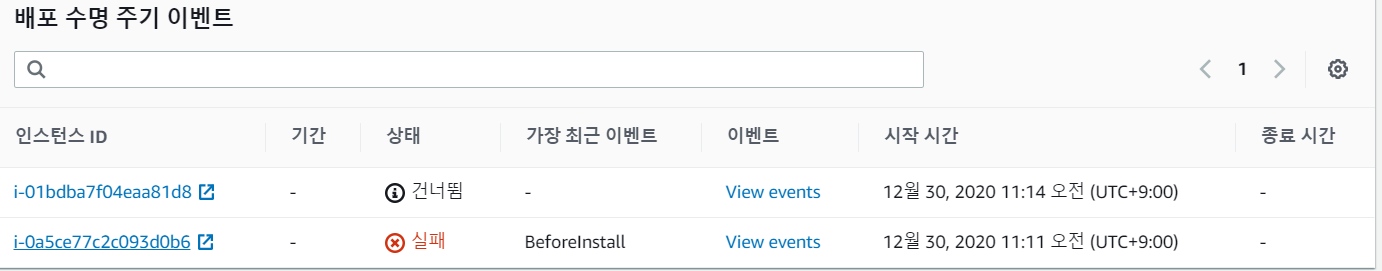 배포 수명 주기 이벤트
1
인스턴스 ID 기간 상태 가장 최근 이벤트 이벤트 시작 시간 종료 시간
i-01bdba7f04eaa81d8 - 건너뜀 - View events 12월 30, 2020 11:14 오전 (UTC+9:00) -
i-0a5ce77c2c093d0b6 - 실패 BeforeInstall View events 12월 30, 2020 11:11 오전 (UTC+9:00) -